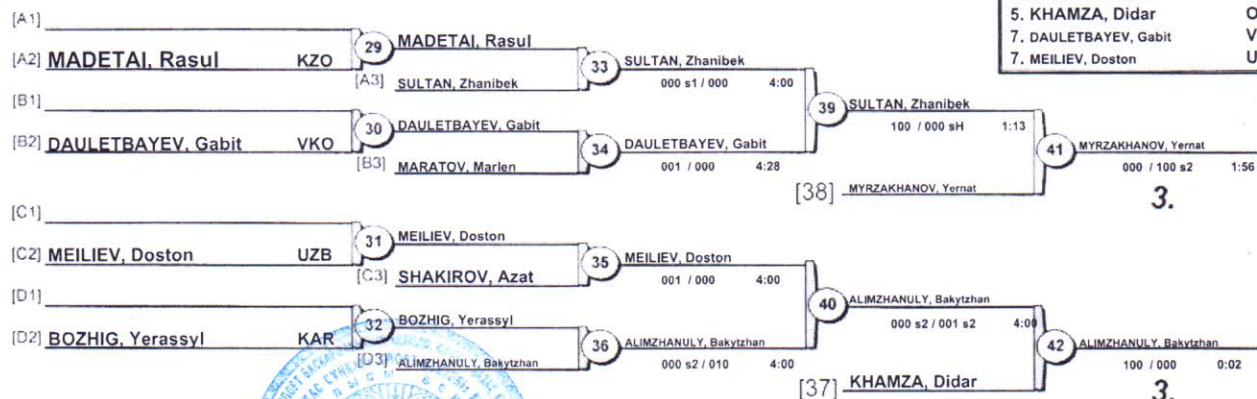 5. KHAMZA, Didar
7. DAULETBAYEV, Gabit V
7. MEILIEV, Doston U
[A1]
[A2] MADETAI, Rasul KZO
29 MADETAI, Rasul
[A3] SULTAN, Zhanibek
33 SULTAN, Zhanibek
000 s1 / 000 4:00
[B1]
[B2] DAULETBAYEV, Gabit VKO
30 DAULETBAYEV, Gabit
[B3] MARATOV, Marlen
34 DAULETBAYEV, Gabit
001 / 000 4:28
39 SULTAN, Zhanibek
100 / 000 sH 1:13
[38] MYRZAKHANOV, Yernat
41 MYRZAKHANOV, Yernat
000 / 100 s2 1:56
3.
[C1]
[C2] MEILIEV, Doston UZB
31 MEILIEV, Doston
[C3] SHAKIROV, Azat
35 MEILIEV, Doston
001 / 000 4:00
[D1]
[D2] BOZHIG, Yerassyl KAR
32 BOZHIG, Yerassyl
[D3] ALIMZHANULY, Bakytzhan
36 ALIMZHANULY, Bakytzhan
000 s2 / 010 4:00
40 ALIMZHANULY, Bakytzhan
000 s2 / 001 s2 4:00
[37] KHAMZA, Didar
42 ALIMZHANULY, Bakytzhan
100 / 000 0:02
3.